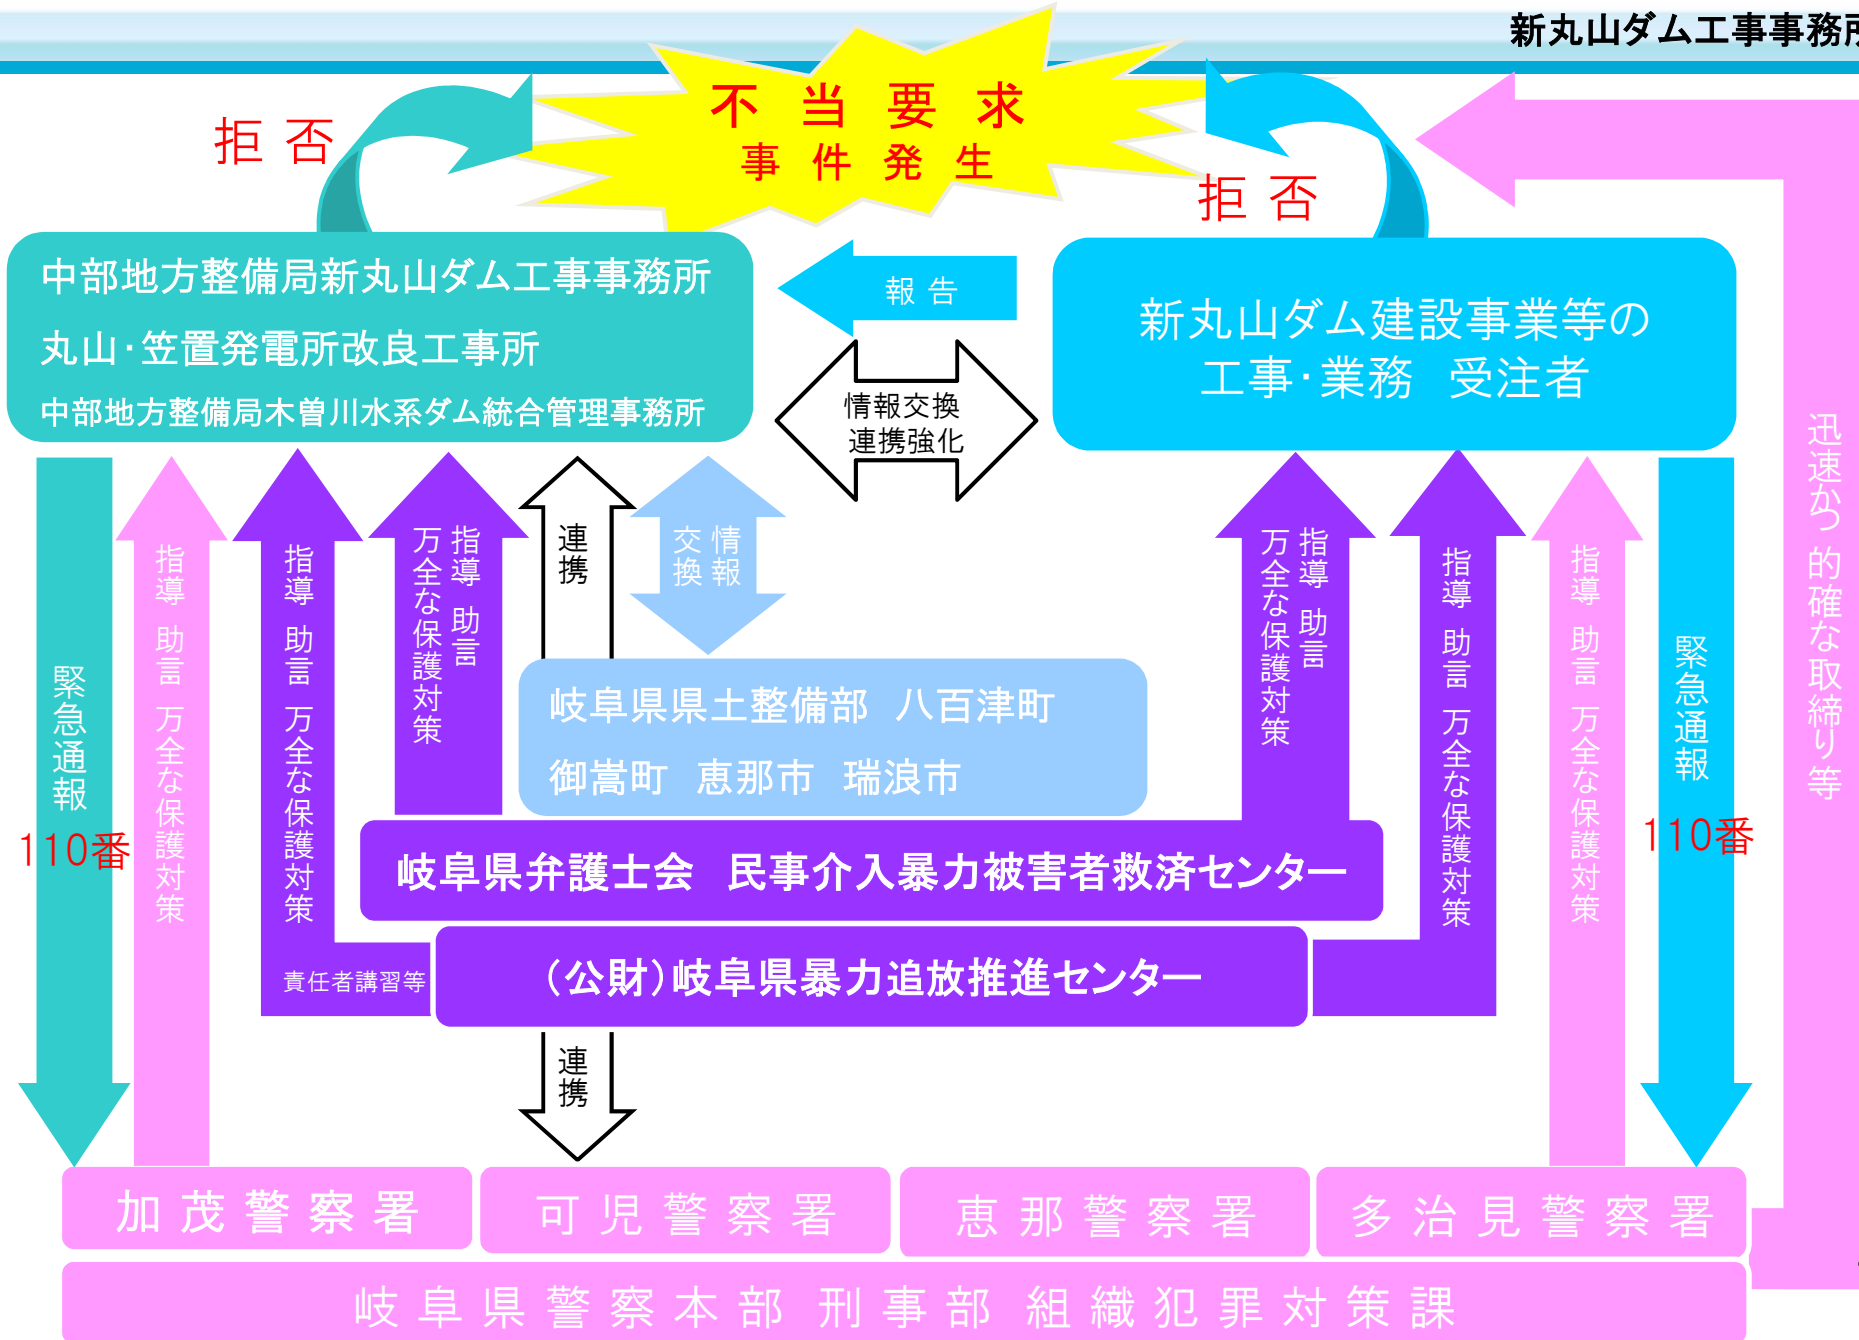 新丸山ダム工事事務所
不当要求
事件発生
拒否
拒否
中部地方整備局新丸山ダム工事事務所
丸山・笠置発電所改良工事所
中部地方整備局木曽川水系ダム統合管理事務所
報告
情報交換
連携強化
新丸山ダム建設事業等の
工事・業務　受注者
緊急通報
110番
指導 助言 万全な保護対策
指導 助言 万全な保護対策
指導 助言
万全な保護対策
連携
情報
交換
指導 助言
万全な保護対策
指導 助言 万全な保護対策
指導 助言 万全な保護対策
緊急通報
110番
迅速かつ的確な取締り等
岐阜県県土整備部　八百津町
御嵩町　恵那市　瑞浪市
岐阜県弁護士会　民事介入暴力被害者救済センター
責任者講習等
（公財）岐阜県暴力追放推進センター
連携
加茂警察署
可児警察署
恵那警察署
多治見警察署
岐阜県警察本部 刑事部 組織犯罪対策課